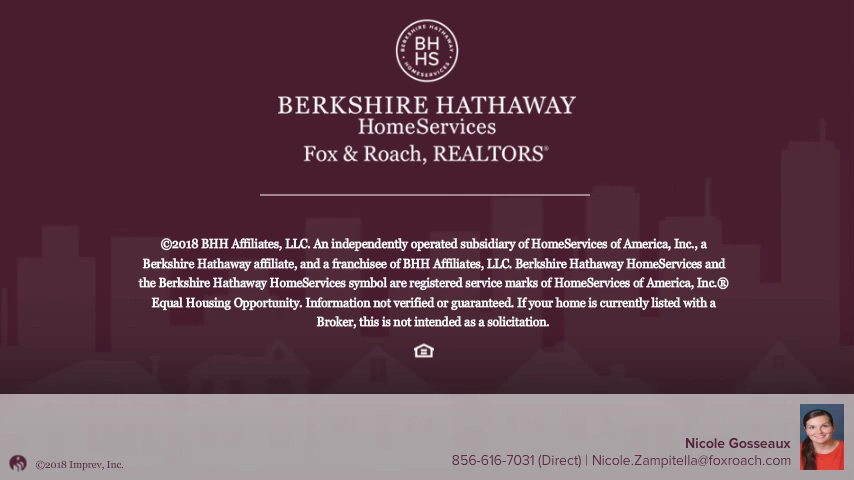 BERKSHIRE HATHAWAY
HOMESERVICES
BH
HS
BERKSHIRE HATHAWAY
HomeServices
Fox & Roach, REALTORS®
©2018 BHH Affiliates, LLC. An independently operated subsidiary of HomeServices of America, Inc., a
Berkshire Hathaway affiliate, and a franchisee of BHH Affiliates, LLC. Berkshire Hathaway HomeServices and
the Berkshire Hathaway HomeServices symbol are registered service marks of HomeServices of America, Inc.®
Equal Housing Opportunity. Information not verified or guaranteed. If your home is currently listed with a
Broker, this is not intended as a solicitation.
Nicole Gosseaux
856-616-7031 (Direct) | Nicole.Zampitella@foxroach.com
©2018 Imprev, Inc.